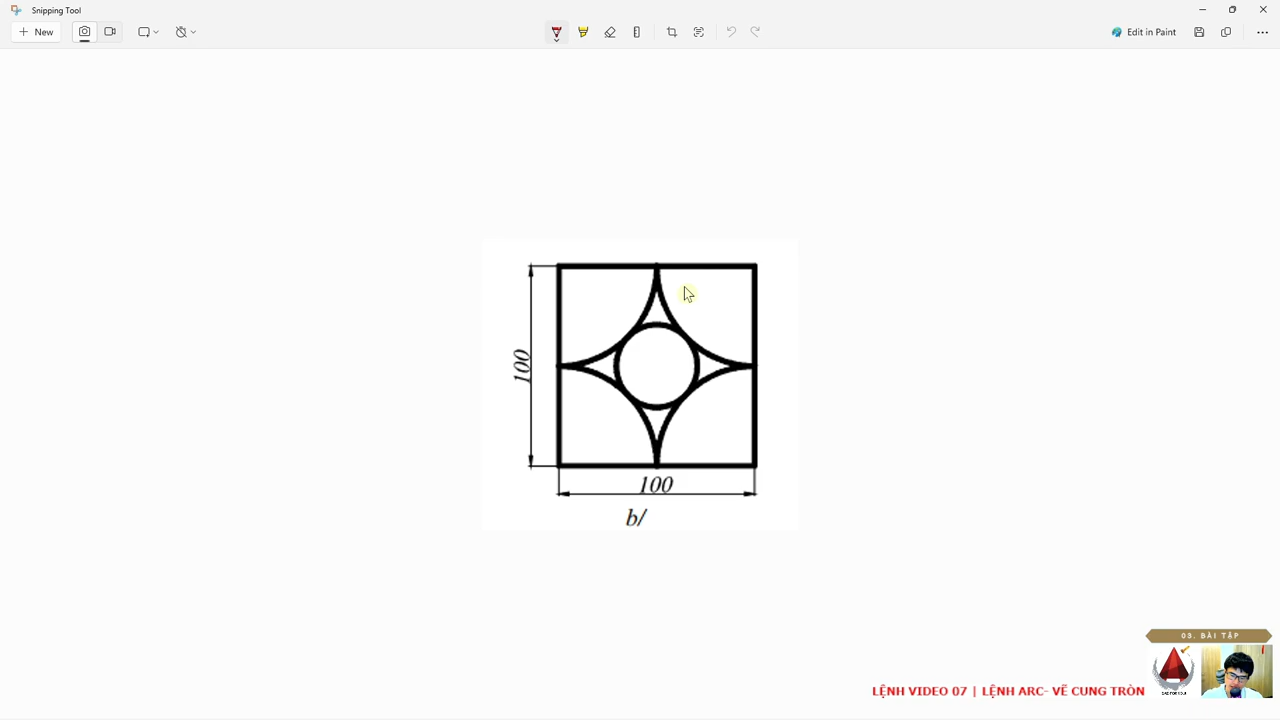 Snipping Tool
New
Edit in Paint
100
100
b/
03. BÀI TẬP
LỆNH VIDEO 07 | LỆNH ARC- VẼ CUNG TRÒN